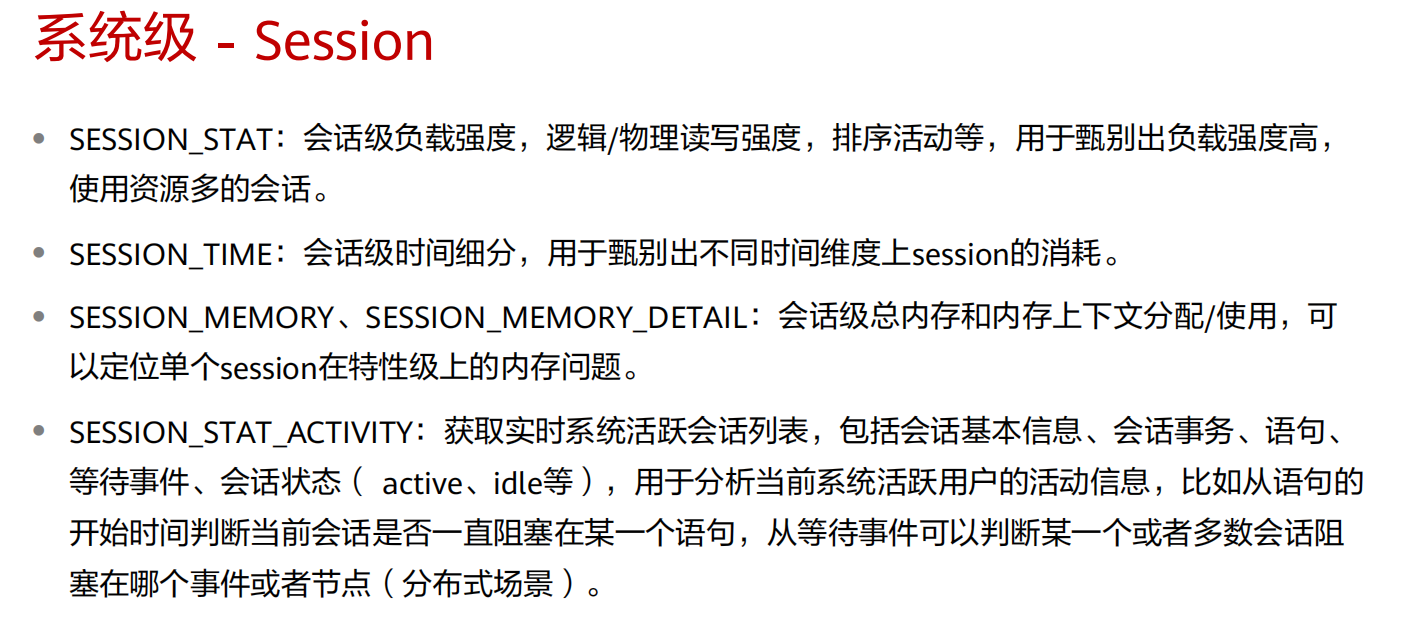 系统级 - Session
• SESSION_STAT：会话级负载强度，逻辑/物理读写强度，排序活动等，用于甄别出负载强度高，
使用资源多的会话。
• SESSION_TIME：会话级时间细分，用于甄别出不同时间维度上session的消耗。
• SESSION_MEMORY、SESSION_MEMORY_DETAIL：会话级总内存和内存上下文分配/使用，可
以定位单个session在特性级上的内存问题。
• SESSION_STAT_ACTIVITY：获取实时系统活跃会话列表，包括会话基本信息、会话事务、语句、
等待事件、会话状态（ active、idle等），用于分析当前系统活跃用户的活动信息，比如从语句的
开始时间判断当前会话是否一直阻塞在某一个语句，从等待事件可以判断某一个或者多数会话阻
塞在哪个事件或者节点（分布式场景）。